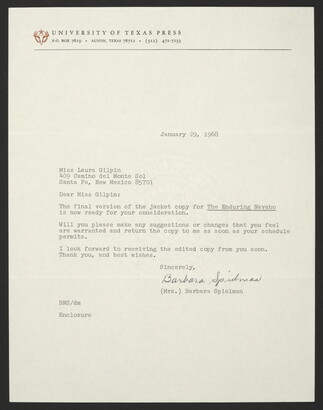 UNIVERSITY OF TEXAS PRESS
P.O. BOX 7819 • AUSTIN, TEXAS 78712 • (512) 471-7233
January 29, 1968
Miss Laura Gilpin
409 Camino del Monte Sol
Santa Fe, New Mexico 85701
Dear Miss Gilpin:
The final version of the jacket copy for The Enduring Navaho
is now ready for your consideration.
Will you please make any suggestions or changes that you feel
are warranted and return the copy to me as soon as your schedule
permits.
I look forward to receiving the edited copy from you soon.
Thank you, and best wishes.
Sincerely,
Barbara Spielman
(Mrs.) Barbara Spielman
BNS/dm
Enclosure